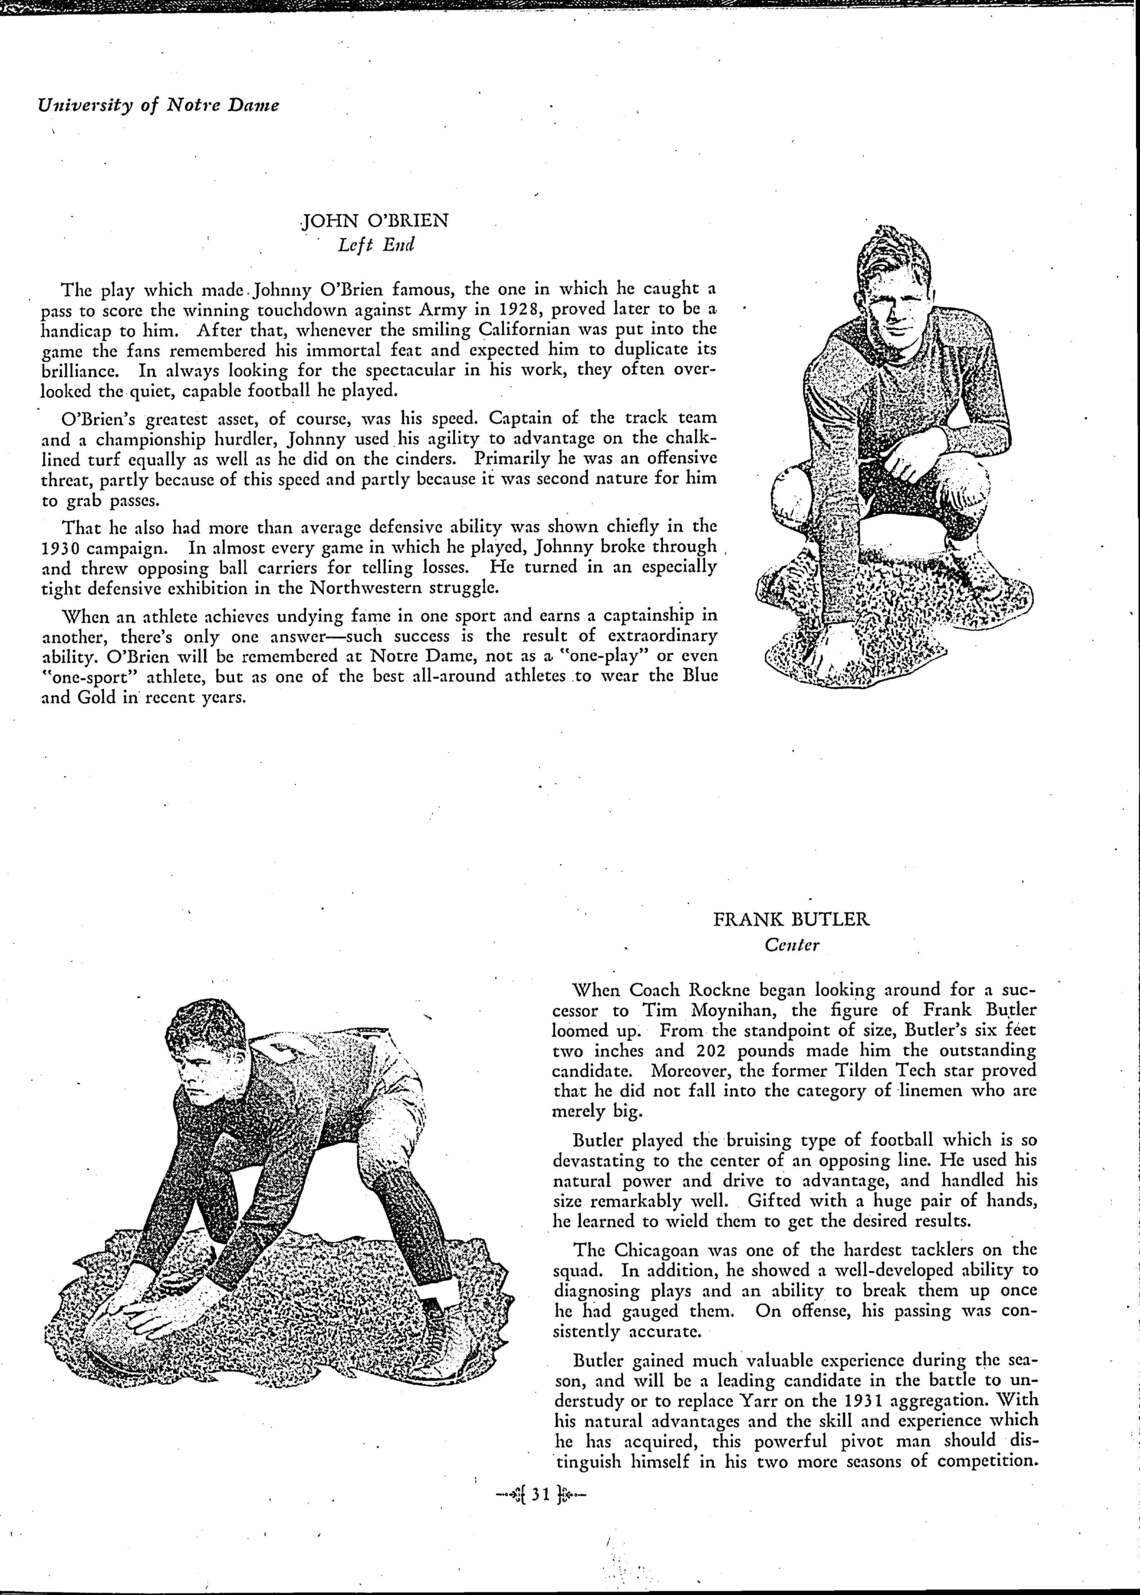 University of Notre Dame
JOHN O'BRIEN
Left End
The play which made Johnny O'Brien famous, the one in which he caught a
pass to score the winning touchdown against Army in 1928, proved later to be a
handicap to him. After that, whenever the smiling Californian was put into the
game the fans remembered his immortal feat and expected him to duplicate its
brilliance. In always looking for the spectacular in his work, they often over-
looked the quiet, capable football he played.
O'Brien's greatest asset, of course, was his speed. Captain of the track team
and a championship hurdler, Johnny used his agility to advantage on the chalk-
lined turf equally as well as he did on the cinders. Primarily he was an offensive
threat, partly because of this speed and partly because it was second nature for him
to grab passes.
That he also had more than average defensive ability was shown chiefly in the
1930 campaign. In almost every game in which he played, Johnny broke through
and threw opposing ball carriers for telling losses. He turned in an especially
tight defensive exhibition in the Northwestern struggle.
When an athlete achieves undying fame in one sport and earns a captainship in
another, there's only one answer—such success is the result of extraordinary
ability. O'Brien will be remembered at Notre Dame, not as a "one-play" or even
"one-sport" athlete, but as one of the best all-around athletes to wear the Blue
and Gold in recent years.
FRANK BUTLER
Center
When Coach Rockne began looking around for a suc-
cessor to Tim Moynihan, the figure of Frank Butler
loomed up. From the standpoint of size, Butler's six feet
two inches and 202 pounds made him the outstanding
candidate. Moreover, the former Tilden Tech star proved
that he did not fall into the category of linemen who are
merely big.
Butler played the bruising type of football which is so
devastating to the center of an opposing line. He used his
natural power and drive to advantage, and handled his
size remarkably well. Gifted with a huge pair of hands,
he learned to wield them to get the desired results.
The Chicagoan was one of the hardest tacklers on the
squad. In addition, he showed a well-developed ability to
diagnosing plays and an ability to break them up once
he had gauged them. On offense, his passing was con-
sistently accurate.
Butler gained much valuable experience during the sea-
son, and will be a leading candidate in the battle to un-
derstudy or to replace Yarr on the 1931 aggregation. With
his natural advantages and the skill and experience which
he has acquired, this powerful pivot man should dis-
tinguish himself in his two more seasons of competition.
31